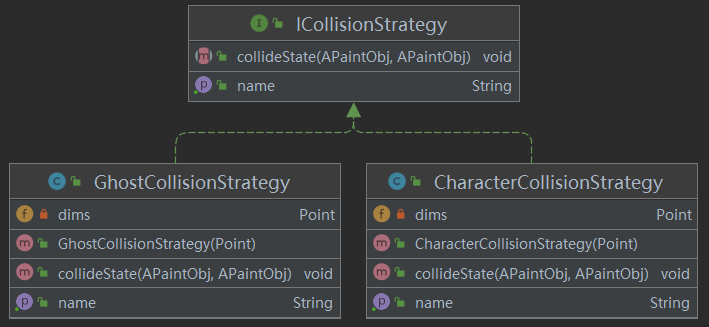 I ICollisionStrategy
m collideState(APaintObj, APaintObj) void
p name String
C GhostCollisionStrategy
f dims Point
m GhostCollisionStrategy(Point)
m collideState(APaintObj, APaintObj) void
p name String
C CharacterCollisionStrategy
f dims Point
m CharacterCollisionStrategy(Point)
m collideState(APaintObj, APaintObj) void
p name String